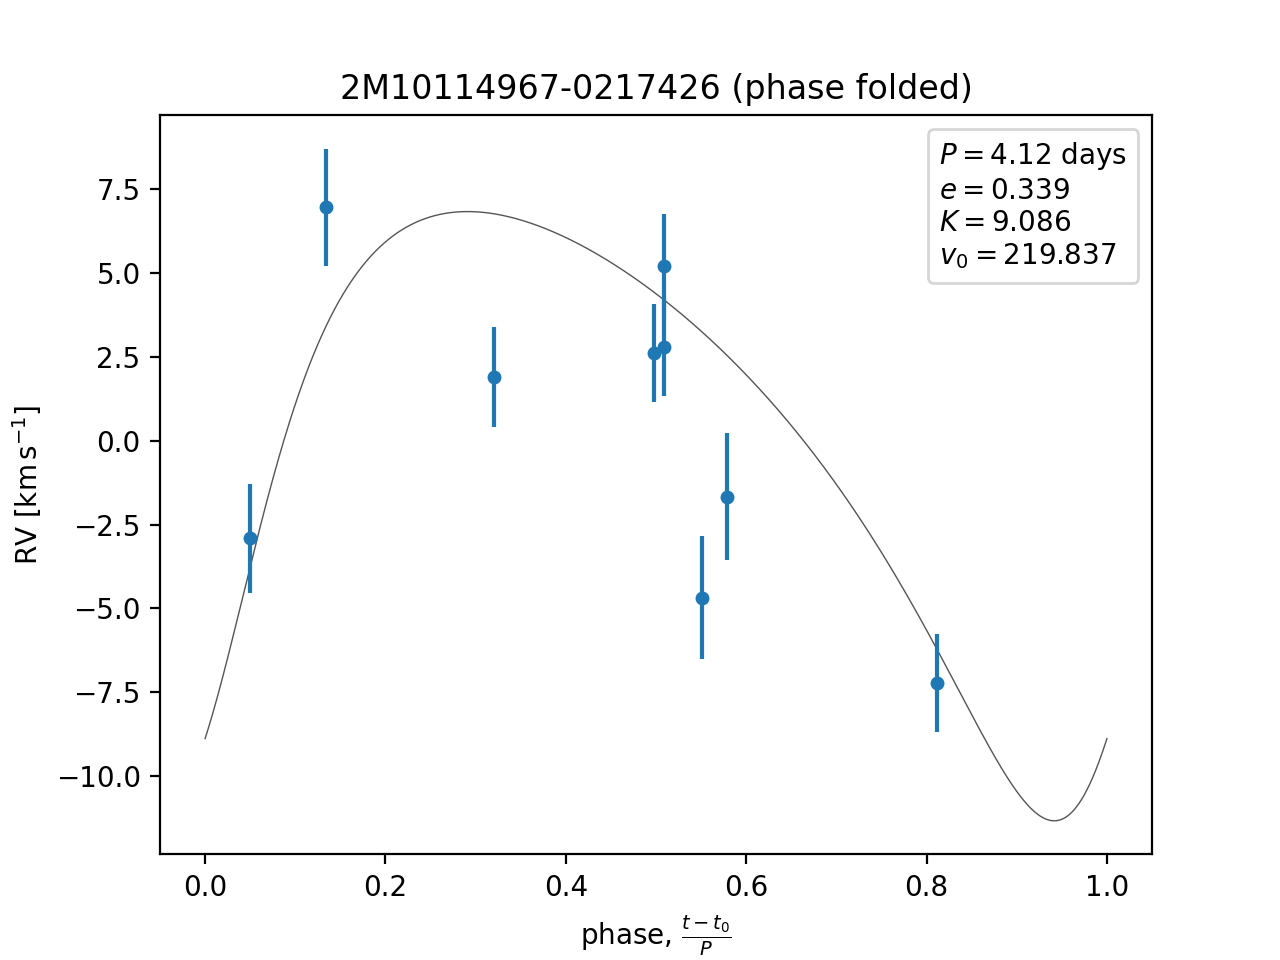 2M10114967-0217426 (phase folded)
P = 4.12 days
e = 0.339
K = 9.086
v₀ = 219.837
RV [km s⁻¹]
7.5
5.0
2.5
0.0
−2.5
−5.0
−7.5
−10.0
0.0 0.2 0.4 0.6 0.8 1.0
phase, (t − t₀)/P